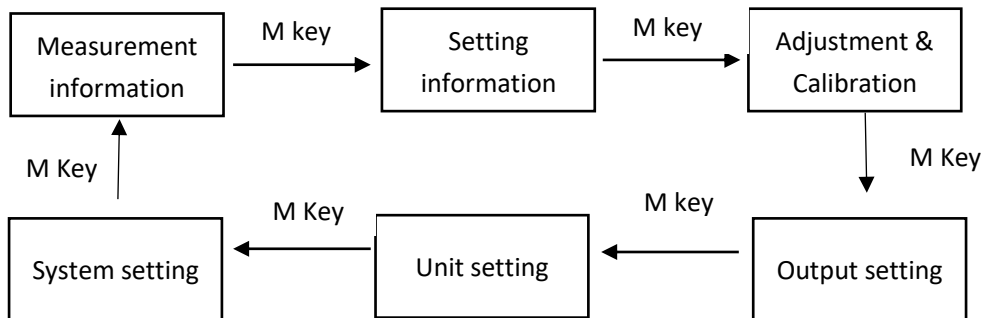 Measurement
information
M key
Setting
information
M key
Adjustment &
Calibration
M Key
Output setting
M key
Unit setting
M Key
System setting
M Key